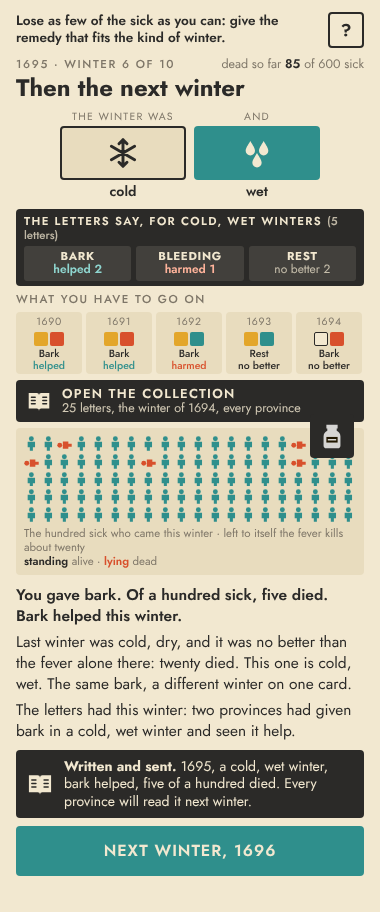 Lose as few of the sick as you can: give the
remedy that fits the kind of winter.
?
1695 · WINTER 6 OF 10
dead so far 85 of 600 sick
Then the next winter
THE WINTER WAS
AND
cold
wet
THE LETTERS SAY, FOR COLD, WET WINTERS (5
letters)
BARK
helped 2
BLEEDING
harmed 1
REST
no better 2
WHAT YOU HAVE TO GO ON
1690
Bark
helped
1691
Bark
helped
1692
Bark
harmed
1693
Rest
no better
1694
Bark
no better
OPEN THE COLLECTION
25 letters, the winter of 1694, every province
The hundred sick who came this winter · left to itself the fever kills
about twenty
standing alive · lying dead
You gave bark. Of a hundred sick, five died.
Bark helped this winter.
Last winter was cold, dry, and it was no better than
the fever alone there: twenty died. This one is cold,
wet. The same bark, a different winter on one card.
The letters had this winter: two provinces had given
bark in a cold, wet winter and seen it help.
Written and sent. 1695, a cold, wet winter,
bark helped, five of a hundred died. Every
province will read it next winter.
NEXT WINTER, 1696